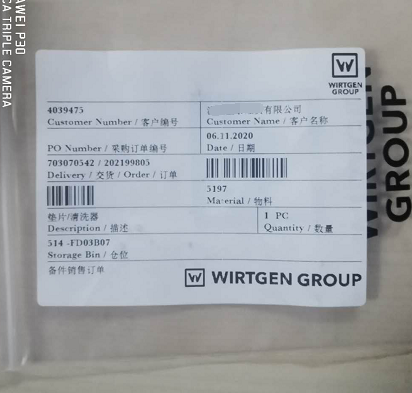 AWEI P30
CA TRIPLE CAMERA
WIRTGEN
GROUP
4039475
有限公司
Customer Number / 客户编号
Customer Name / 客户名称
06.11.2020
PO Number / 采购订单编号
Date / 日期
703070542 / 202199805
Delivery / 交货 / Order / 订单
5197
Material / 物料
垫片/清洗器
1 PC
Description / 描述
Quantity / 数量
514 -FD03B07
Storage Bin / 仓位
备件销售订单
WIRTGEN GROUP
WIRTGEN
GROUP